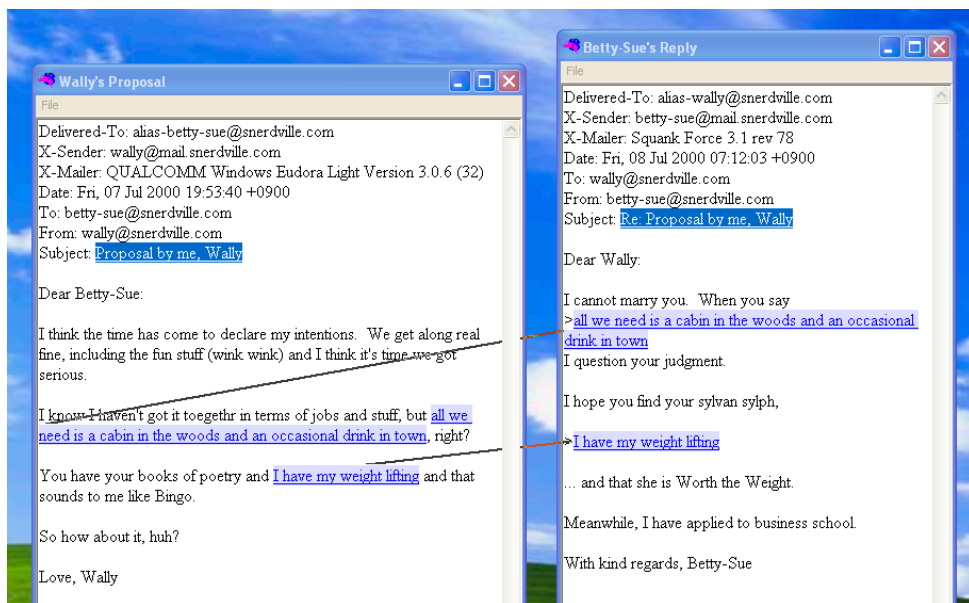 Wally's Proposal
File
Delivered-To: alias-betty-sue@snerdville.com
X-Sender: wally@mail.snerdville.com
X-Mailer: QUALCOMM Windows Eudora Light Version 3.0.6 (32)
Date: Fri, 07 Jul 2000 19:53:40 +0900
To: betty-sue@snerdville.com
From: wally@snerdville.com
Subject: Proposal by me, Wally
Dear Betty-Sue:
I think the time has come to declare my intentions.  We get along real
fine, including the fun stuff (wink wink) and I think it's time we got
serious.
I know I haven't got it toegethr in terms of jobs and stuff, but all we
need is a cabin in the woods and an occasional drink in town, right?
You have your books of poetry and I have my weight lifting and that
sounds to me like Bingo.
So how about it, huh?
Love, Wally
Betty-Sue's Reply
File
Delivered-To: alias-wally@snerdville.com
X-Sender: betty-sue@mail.snerdville.com
X-Mailer: Squank Force 3.1 rev 78
Date: Fri, 08 Jul 2000 07:12:03 +0900
To: wally@snerdville.com
From: betty-sue@snerdville.com
Subject: Re: Proposal by me, Wally
Dear Wally:
I cannot marry you.  When you say
>all we need is a cabin in the woods and an occasional
drink in town
I question your judgment.
I hope you find your sylvan sylph,
>I have my weight lifting
... and that she is Worth the Weight.
Meanwhile, I have applied to business school.
With kind regards, Betty-Sue